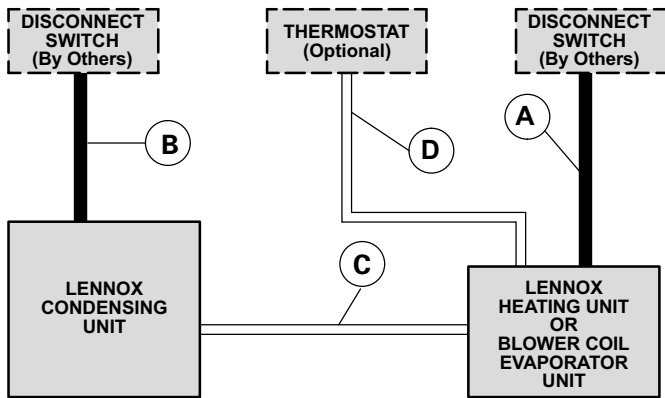 DISCONNECT
SWITCH
(By Others)
THERMOSTAT
(Optional)
DISCONNECT
SWITCH
(By Others)
B
D
A
C
LENNOX
CONDENSING
UNIT
LENNOX
HEATING UNIT
OR
BLOWER COIL
EVAPORATOR
UNIT